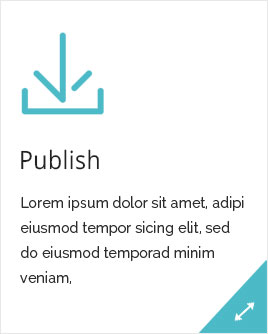 Publish
Lorem ipsum dolor sit amet, adipi
eiusmod tempor sicing elit, sed
do eiusmod temporad minim
veniam,